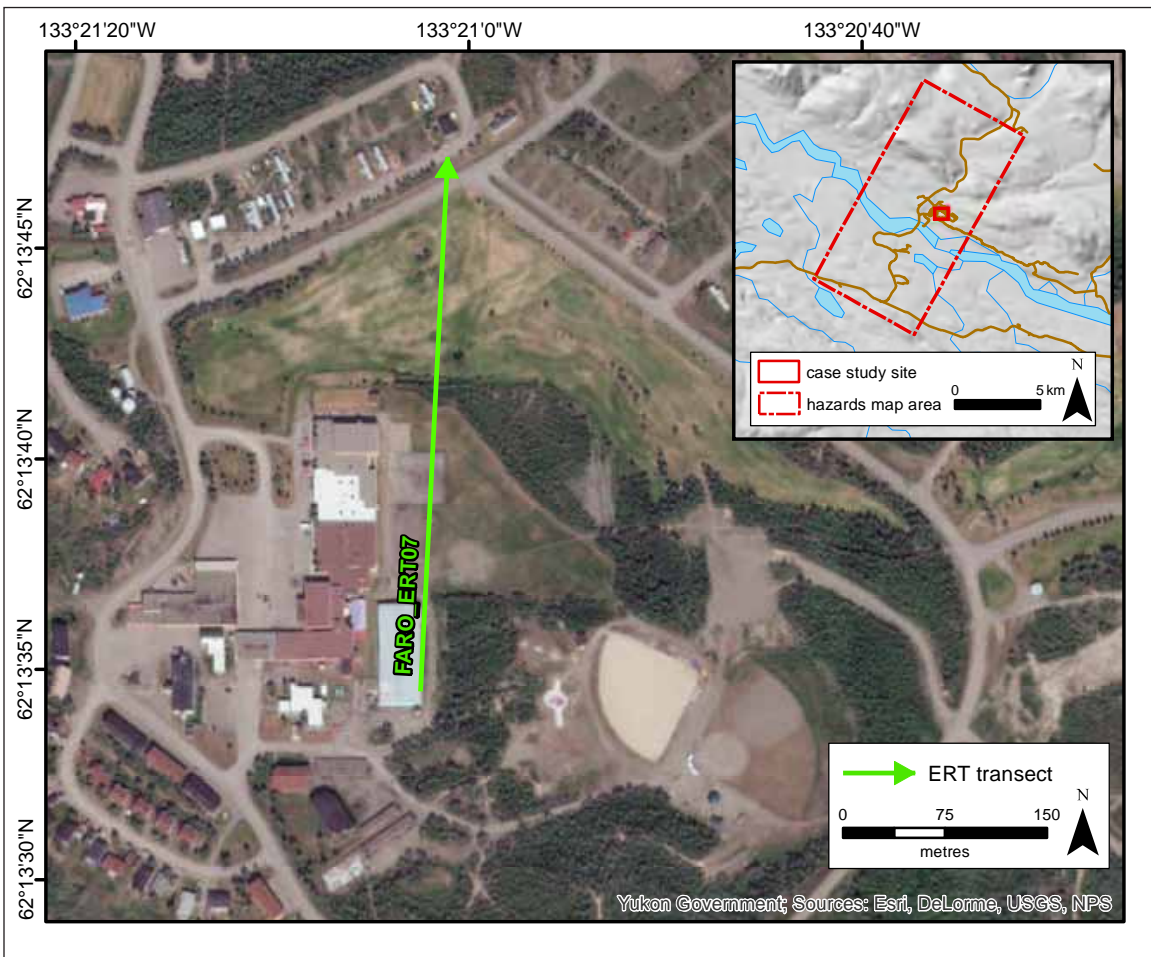 133°21'20"W 133°21'0"W 133°20'40"W
62°13'45"N
62°13'40"N
62°13'35"N
62°13'30"N
FARO_ERT07
case study site
hazards map area
0 5 km
N
ERT transect
0 75 150
metres
N
Yukon Government; Sources: Esri, DeLorme, USGS, NPS